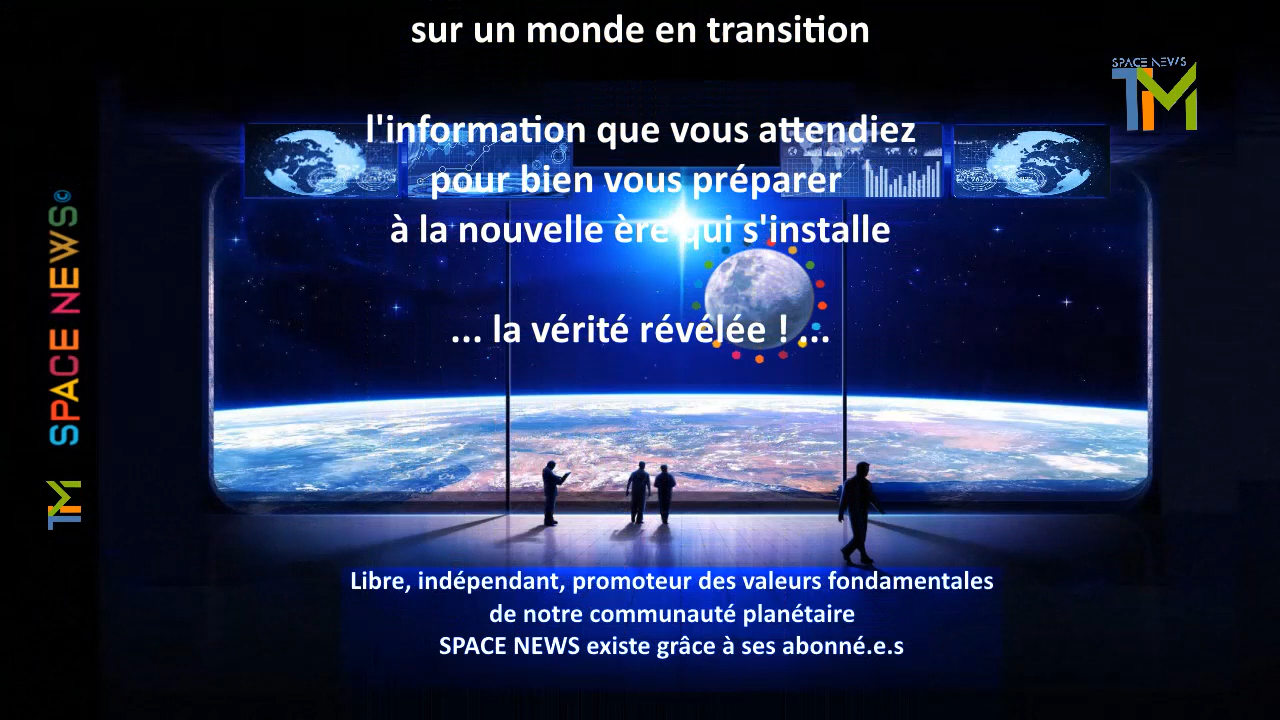 sur un monde en transition
SPACE NEWS
TiM
l'information que vous attendiez
pour bien vous préparer
à la nouvelle ère qui s'installe
... la vérité révélée ! ...
SPACE NEWS©
TiM
Libre, indépendant, promoteur des valeurs fondamentales
de notre communauté planétaire
SPACE NEWS existe grâce à ses abonné.e.s